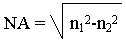 NA = √(n₁²-n₂²)